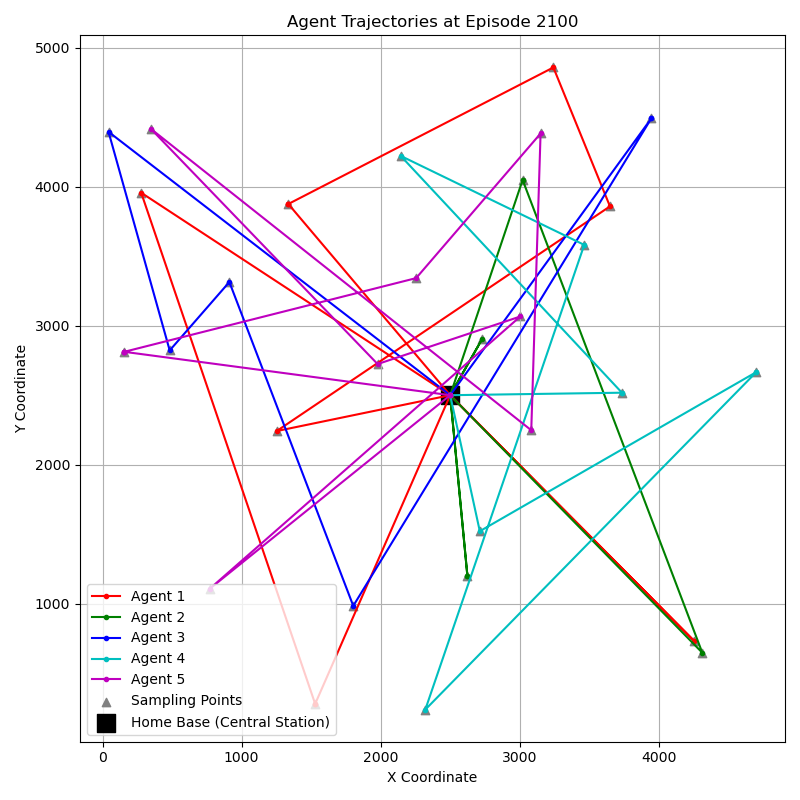 Agent Trajectories at Episode 2100
Y Coordinate
5000
4000
3000
2000
1000
Agent 1
Agent 2
Agent 3
Agent 4
Agent 5
Sampling Points
Home Base (Central Station)
0 1000 2000 3000 4000
X Coordinate